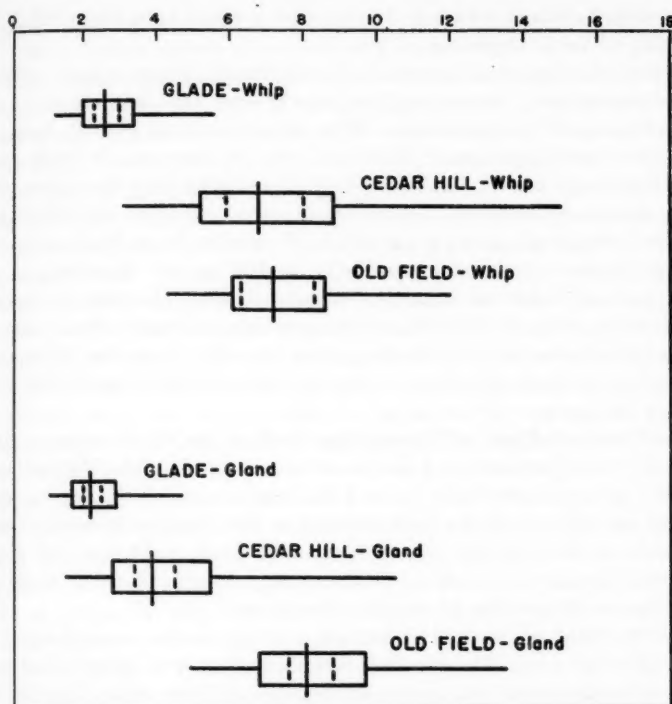 0 2 4 6 8 10 12 14 16 18
GLADE-Whip
CEDAR HILL-Whip
OLD FIELD-Whip
GLADE-Gland
CEDAR HILL-Gland
OLD FIELD-Gland